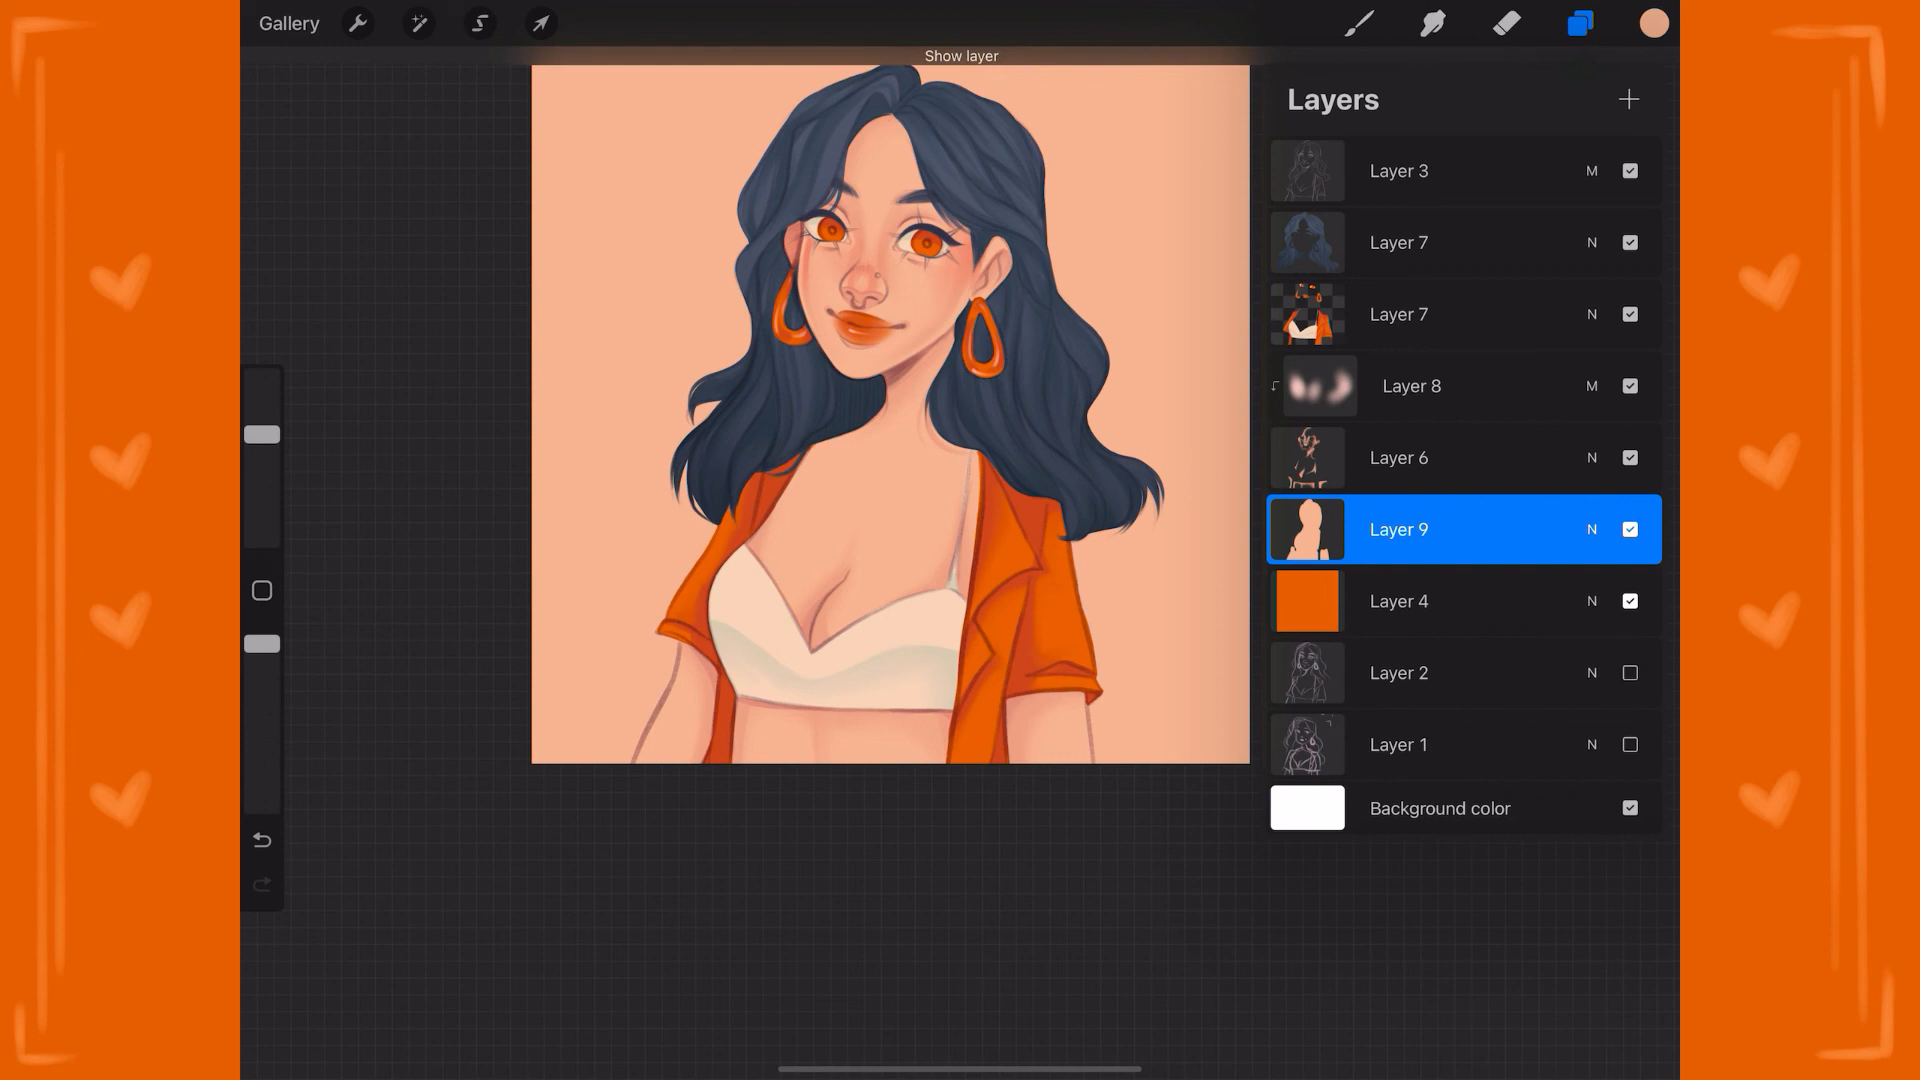 Gallery
Show layer
Layers
Layer 3 M
Layer 7 N
Layer 7 N
Layer 8 M
Layer 6 N
Layer 9 N
Layer 4 N
Layer 2 N
Layer 1 N
Background color